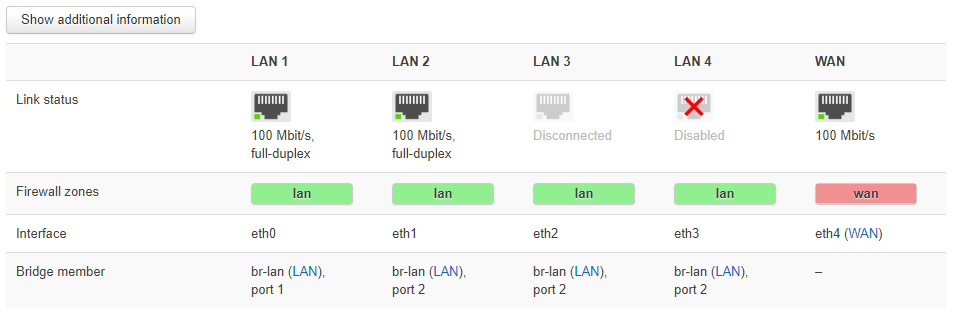 Show additional information
LAN 1 LAN 2 LAN 3 LAN 4 WAN
Link status
100 Mbit/s, 100 Mbit/s, Disconnected Disabled 100 Mbit/s
full-duplex full-duplex
Firewall zones lan lan lan lan wan
Interface eth0 eth1 eth2 eth3 eth4 (WAN)
Bridge member br-lan (LAN), br-lan (LAN), br-lan (LAN), br-lan (LAN), –
port 1 port 2 port 2 port 2